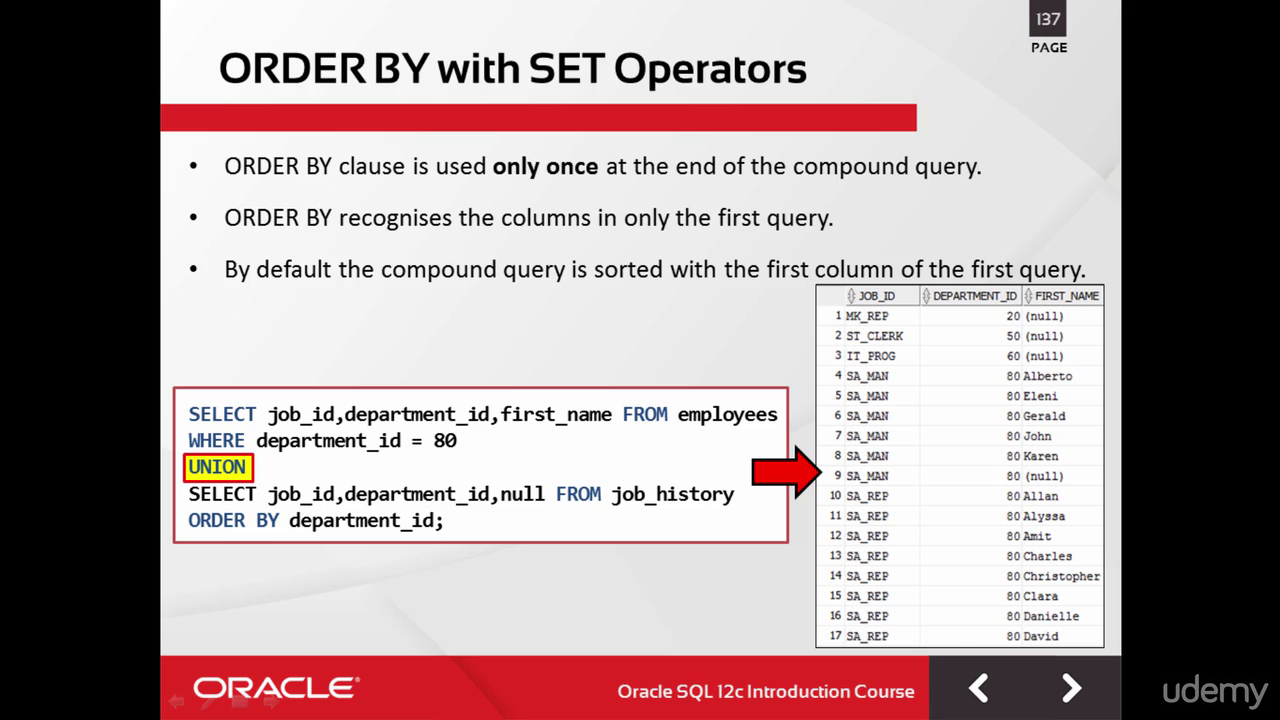 137
PAGE
ORDER BY with SET Operators
• ORDER BY clause is used only once at the end of the compound query.
• ORDER BY recognises the columns in only the first query.
• By default the compound query is sorted with the first column of the first query.
SELECT job_id,department_id,first_name FROM employees
WHERE department_id = 80
UNION
SELECT job_id,department_id,null FROM job_history
ORDER BY department_id;
JOB_ID DEPARTMENT_ID FIRST_NAME
1 MK_REP 20 (null)
2 ST_CLERK 50 (null)
3 IT_PROG 60 (null)
4 SA_MAN 80 Alberto
5 SA_MAN 80 Eleni
6 SA_MAN 80 Gerald
7 SA_MAN 80 John
8 SA_MAN 80 Karen
9 SA_MAN 80 (null)
10 SA_REP 80 Allan
11 SA_REP 80 Alyssa
12 SA_REP 80 Amit
13 SA_REP 80 Charles
14 SA_REP 80 Christopher
15 SA_REP 80 Clara
16 SA_REP 80 Danielle
17 SA_REP 80 David
ORACLE®
Oracle SQL 12c Introduction Course
udemy